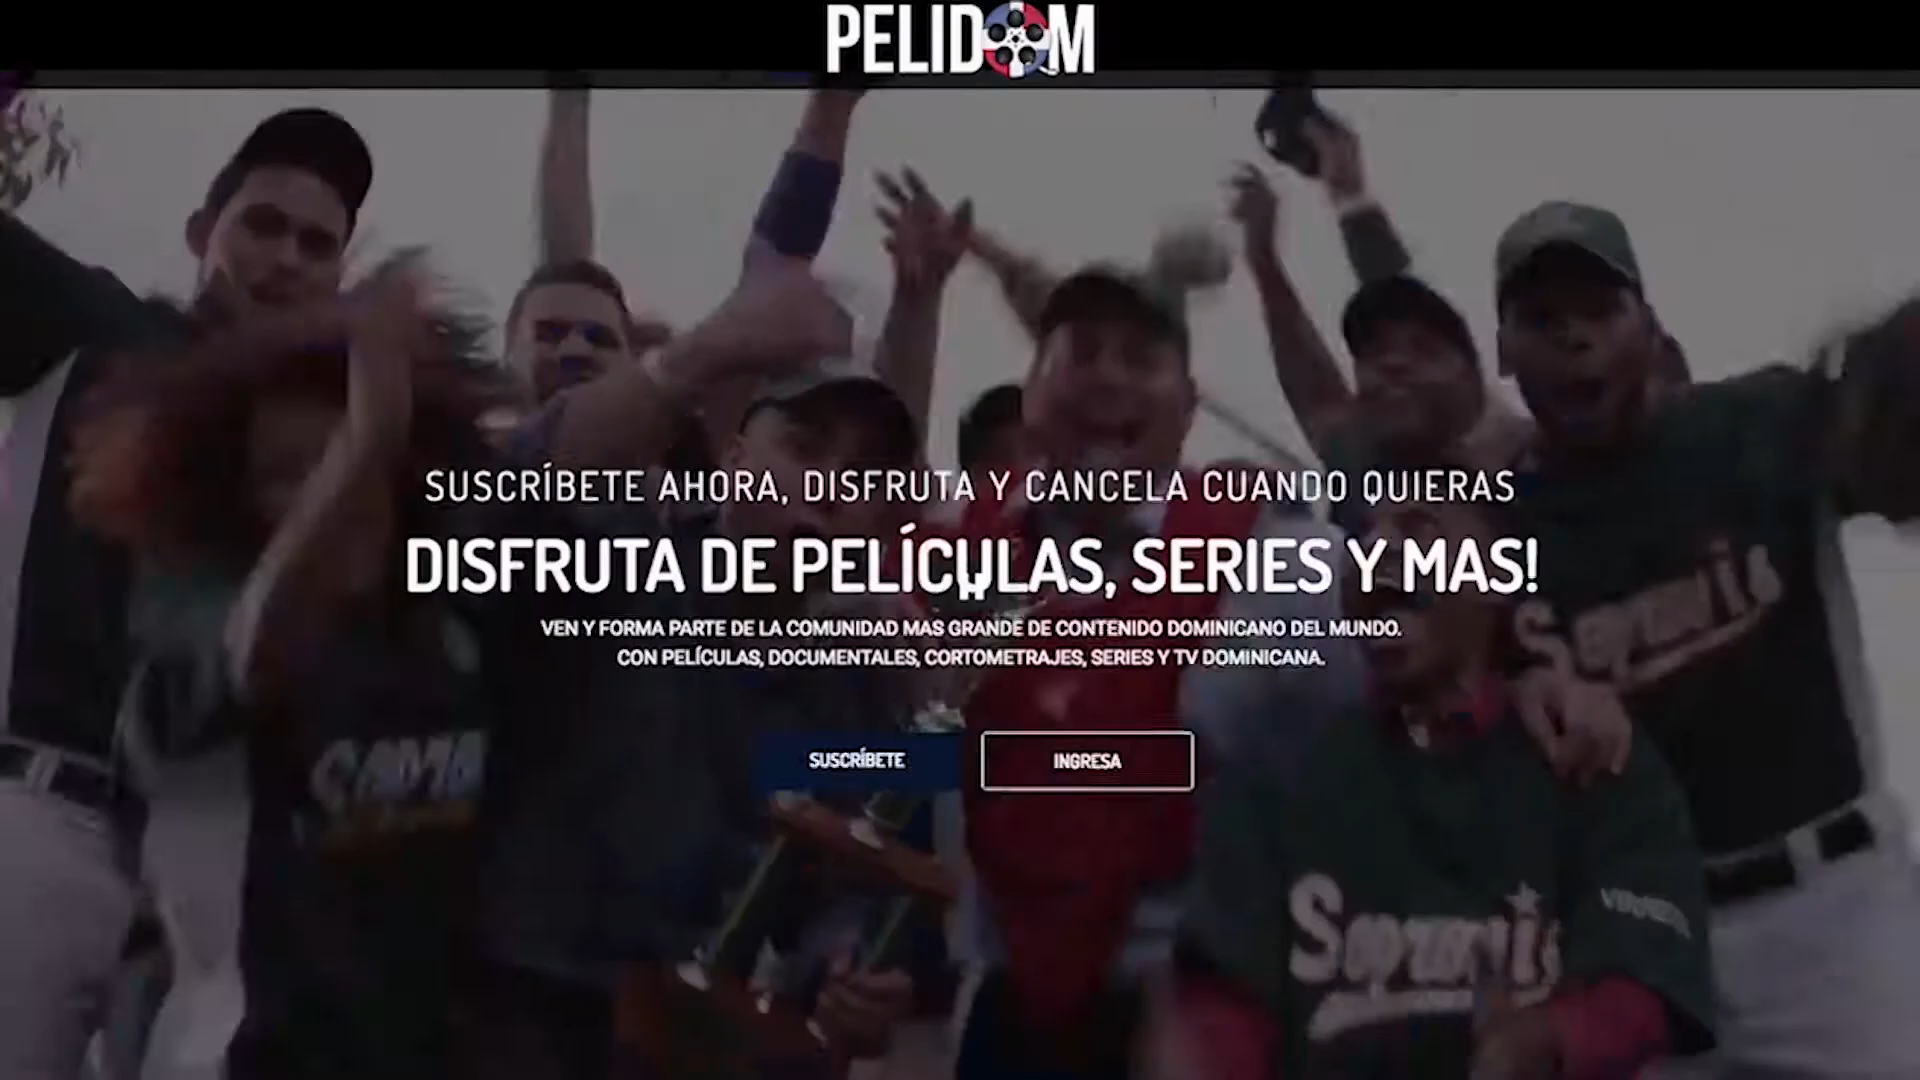 PELIDOM
SUSCRÍBETE AHORA, DISFRUTA Y CANCELA CUANDO QUIERAS
DISFRUTA DE PELÍCULAS, SERIES Y MAS!
VEN Y FORMA PARTE DE LA COMUNIDAD MAS GRANDE DE CONTENIDO DOMINICANO DEL MUNDO.
CON PELÍCULAS, DOCUMENTALES, CORTOMETRAJES, SERIES Y TV DOMINICANA.
SUSCRÍBETE
INGRESA